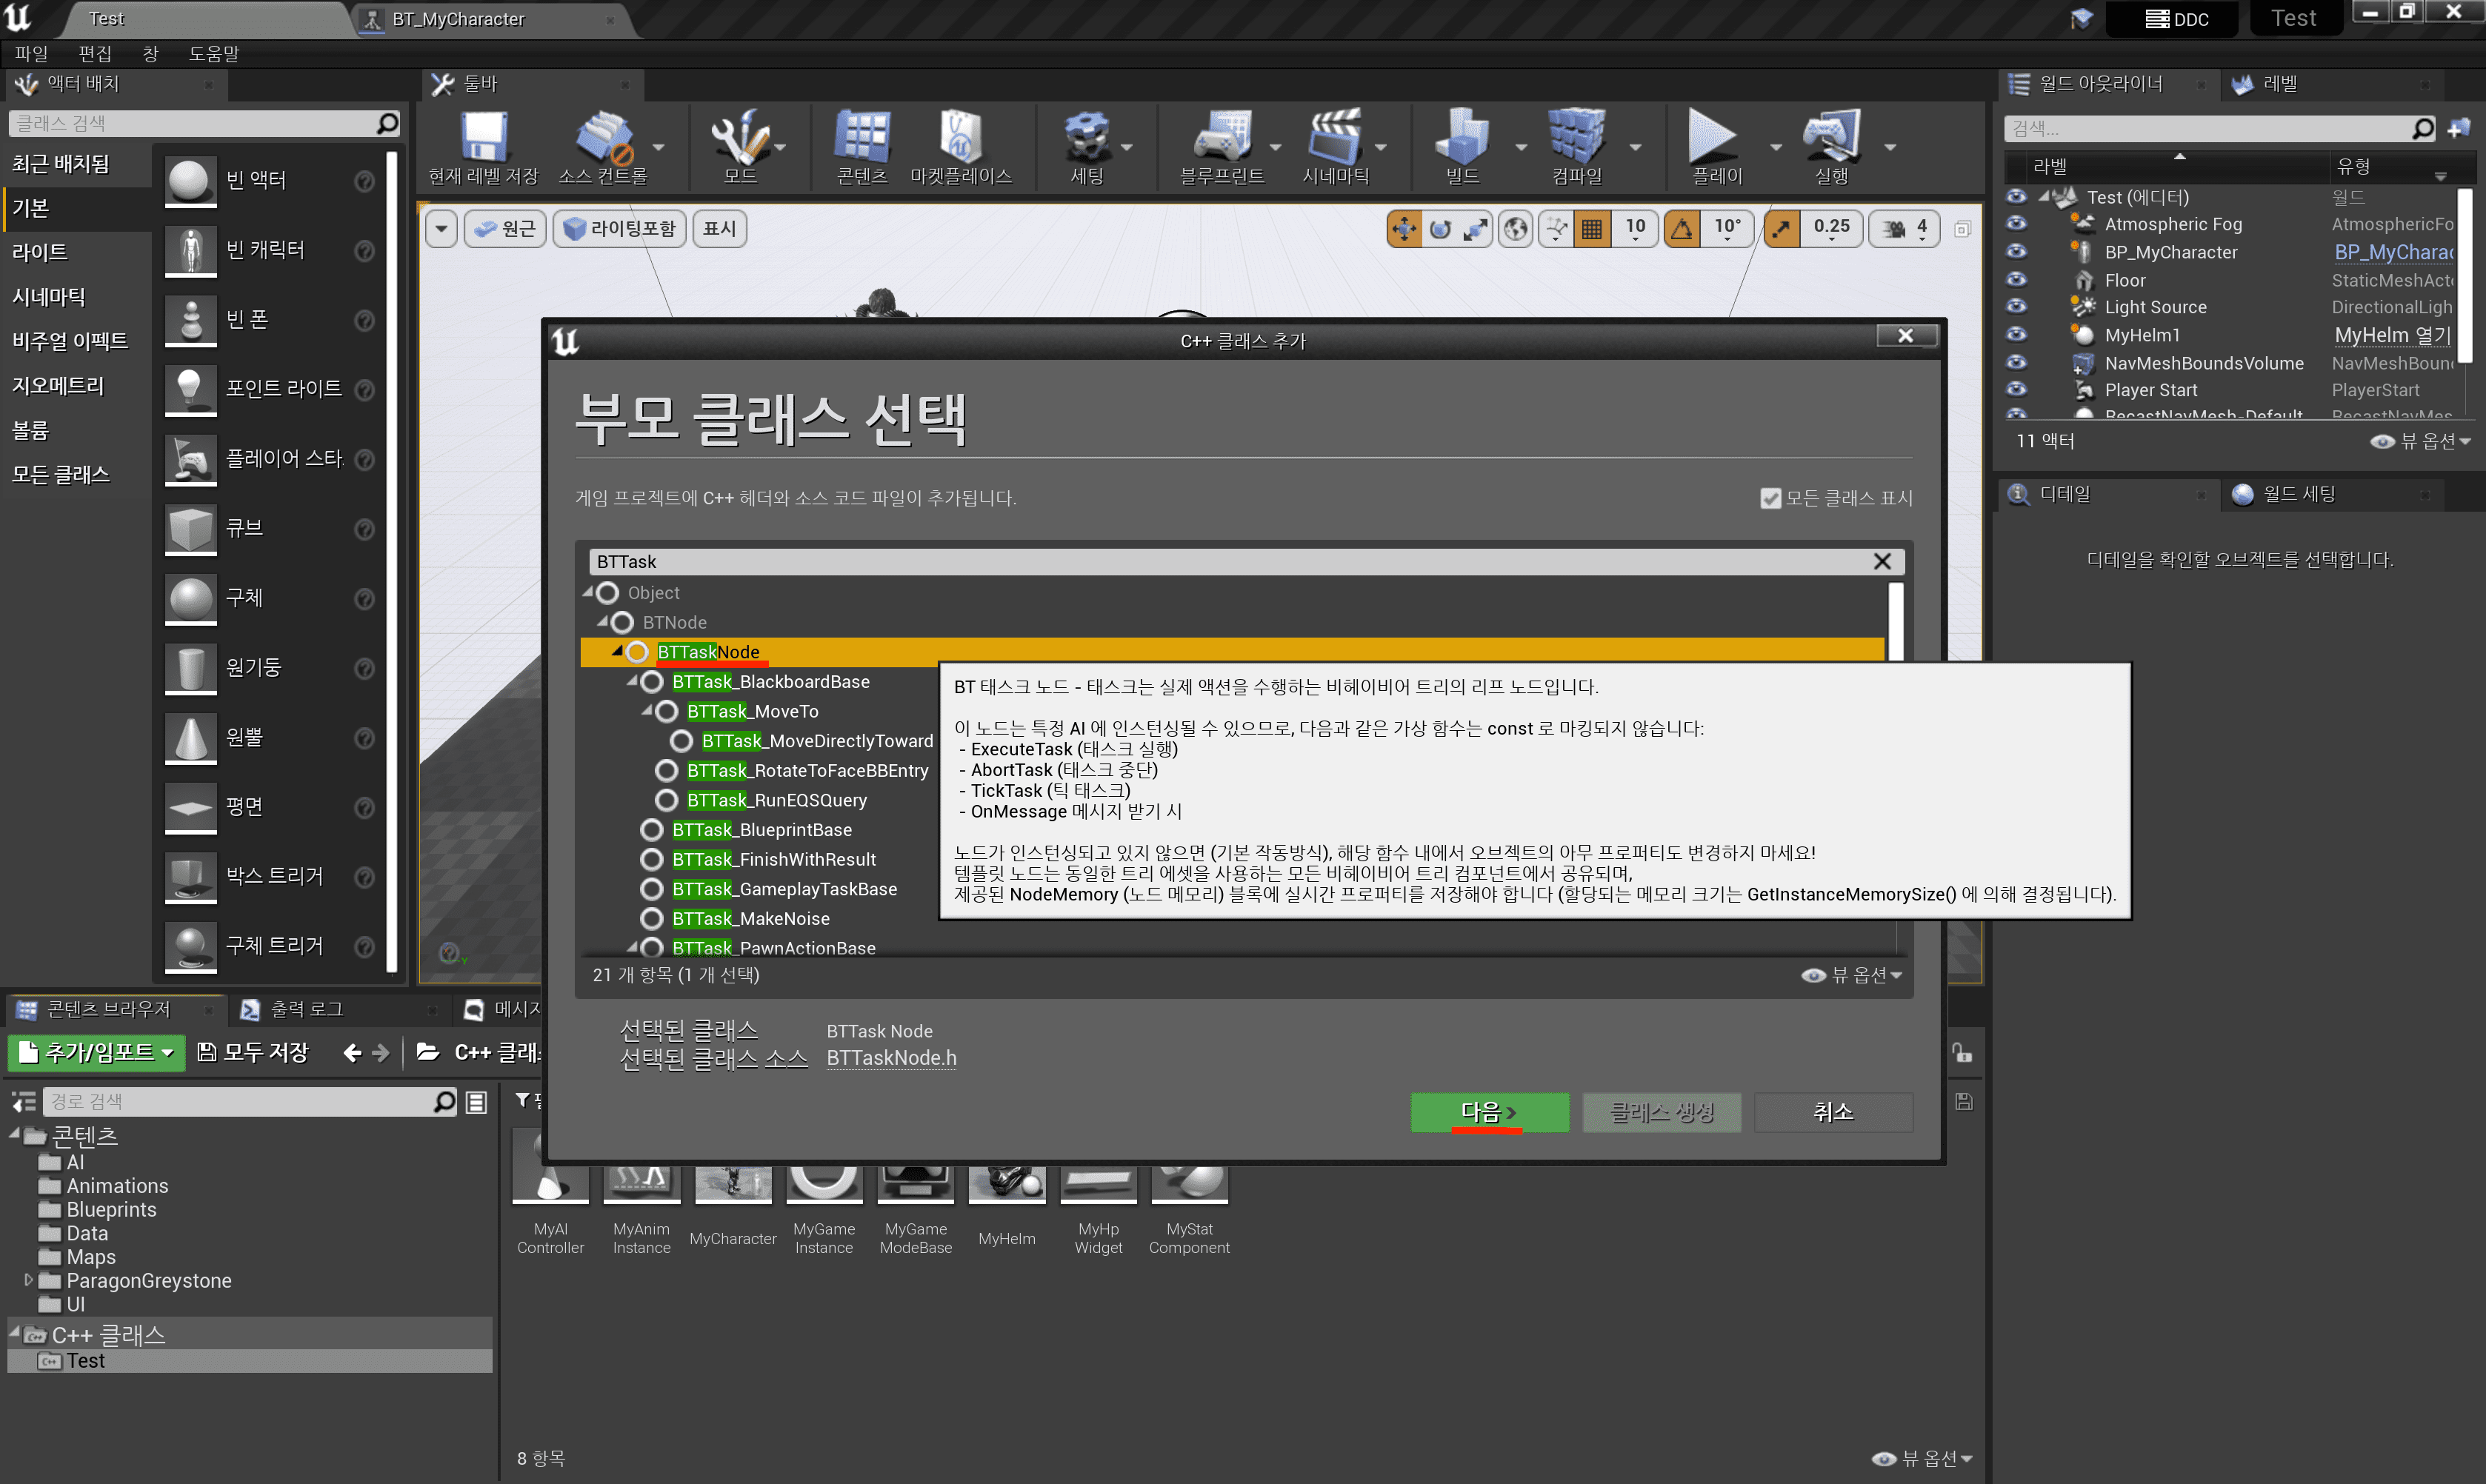 Test
BT_MyCharacter
DDC
Test
파일 편집 창 도움말
액터 배치
클래스 검색
최근 배치됨
기본
라이트
시네마틱
비주얼 이펙트
지오메트리
볼륨
모든 클래스
빈 액터
빈 캐릭터
빈 폰
포인트 라이트
플레이어 스타
큐브
구체
원기둥
원뿔
평면
박스 트리거
구체 트리거
툴바
현재 레벨 저장
소스 컨트롤
모드
콘텐츠
마켓플레이스
세팅
블루프린트
시네마틱
빌드
컴파일
플레이
실행
원근
라이팅포함
표시
10
10°
0.25
4
월드 아웃라이너
레벨
검색...
라벨 유형
Test (에디터) 월드
Atmospheric Fog AtmosphericFo
BP_MyCharacter BP_MyCharac
Floor StaticMeshActo
Light Source DirectionalLigh
MyHelm1 MyHelm 열기
NavMeshBoundsVolume NavMeshBound
Player Start PlayerStart
RecastNavMesh-Default RecastNavMes
11 액터
뷰 옵션
디테일
월드 세팅
디테일을 확인할 오브젝트를 선택합니다.
C++ 클래스 추가
부모 클래스 선택
게임 프로젝트에 C++ 헤더와 소스 코드 파일이 추가됩니다.
모든 클래스 표시
BTTask
Object
BTNode
BTTaskNode
BTTask_BlackboardBase
BTTask_MoveTo
BTTask_MoveDirectlyToward
BTTask_RotateToFaceBBEntry
BTTask_RunEQSQuery
BTTask_BlueprintBase
BTTask_FinishWithResult
BTTask_GameplayTaskBase
BTTask_MakeNoise
BTTask_PawnActionBase
BT 태스크 노드 - 태스크는 실제 액션을 수행하는 비헤이비어 트리의 리프 노드입니다.
이 노드는 특정 AI 에 인스턴싱될 수 있으므로, 다음과 같은 가상 함수는 const 로 마킹되지 않습니다:
- ExecuteTask (태스크 실행)
- AbortTask (태스크 중단)
- TickTask (틱 태스크)
- OnMessage 메시지 받기 시
노드가 인스턴싱되고 있지 않으면 (기본 작동방식), 해당 함수 내에서 오브젝트의 아무 프로퍼티도 변경하지 마세요!
템플릿 노드는 동일한 트리 에셋을 사용하는 모든 비헤이비어 트리 컴포넌트에서 공유되며,
제공된 NodeMemory (노드 메모리) 블록에 실시간 프로퍼티를 저장해야 합니다 (할당되는 메모리 크기는 GetInstanceMemorySize() 에 의해 결정됩니다).
21 개 항목 (1 개 선택)
뷰 옵션
선택된 클래스 BTTask Node
선택된 클래스 소스 BTTaskNode.h
다음
클래스 생성
취소
콘텐츠 브라우저
출력 로그
메시지
추가/임포트
모두 저장
C++ 클래스
경로 검색
콘텐츠
AI
Animations
Blueprints
Data
Maps
ParagonGreystone
UI
C++ 클래스
Test
MyAI
Controller
MyAnim
Instance
MyCharacter
MyGame
Instance
MyGame
ModeBase
MyHelm
MyHp
Widget
MyStat
Component
8 항목
뷰 옵션